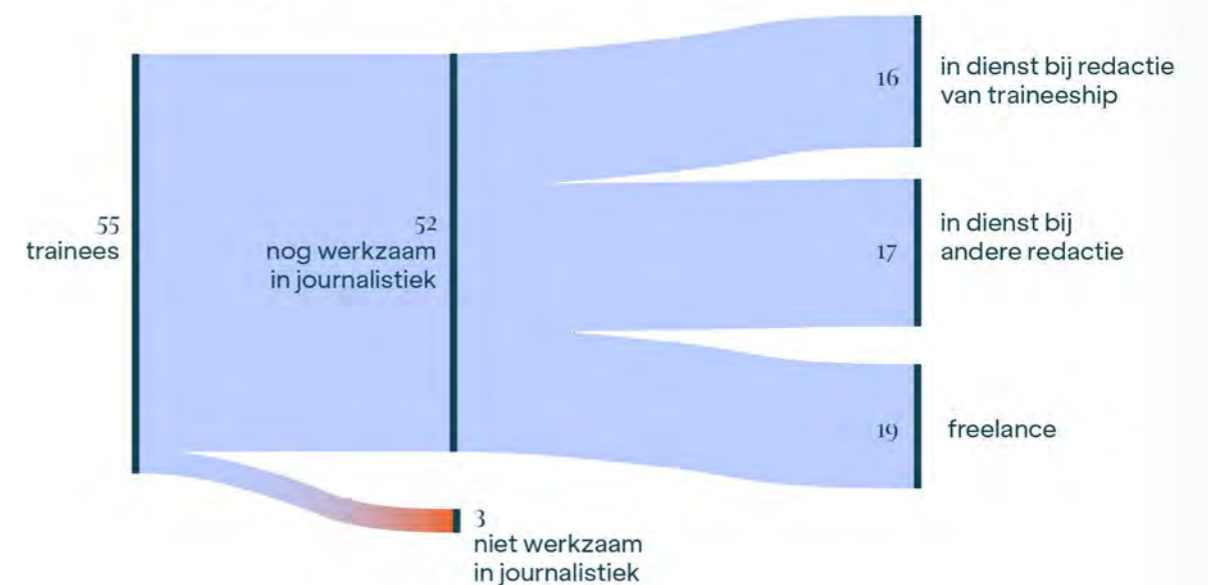 55
trainees
52
nog werkzaam
in journalistiek
16
in dienst bij redactie
van traineeship
17
in dienst bij
andere redactie
19
freelance
3
niet werkzaam
in journalistiek